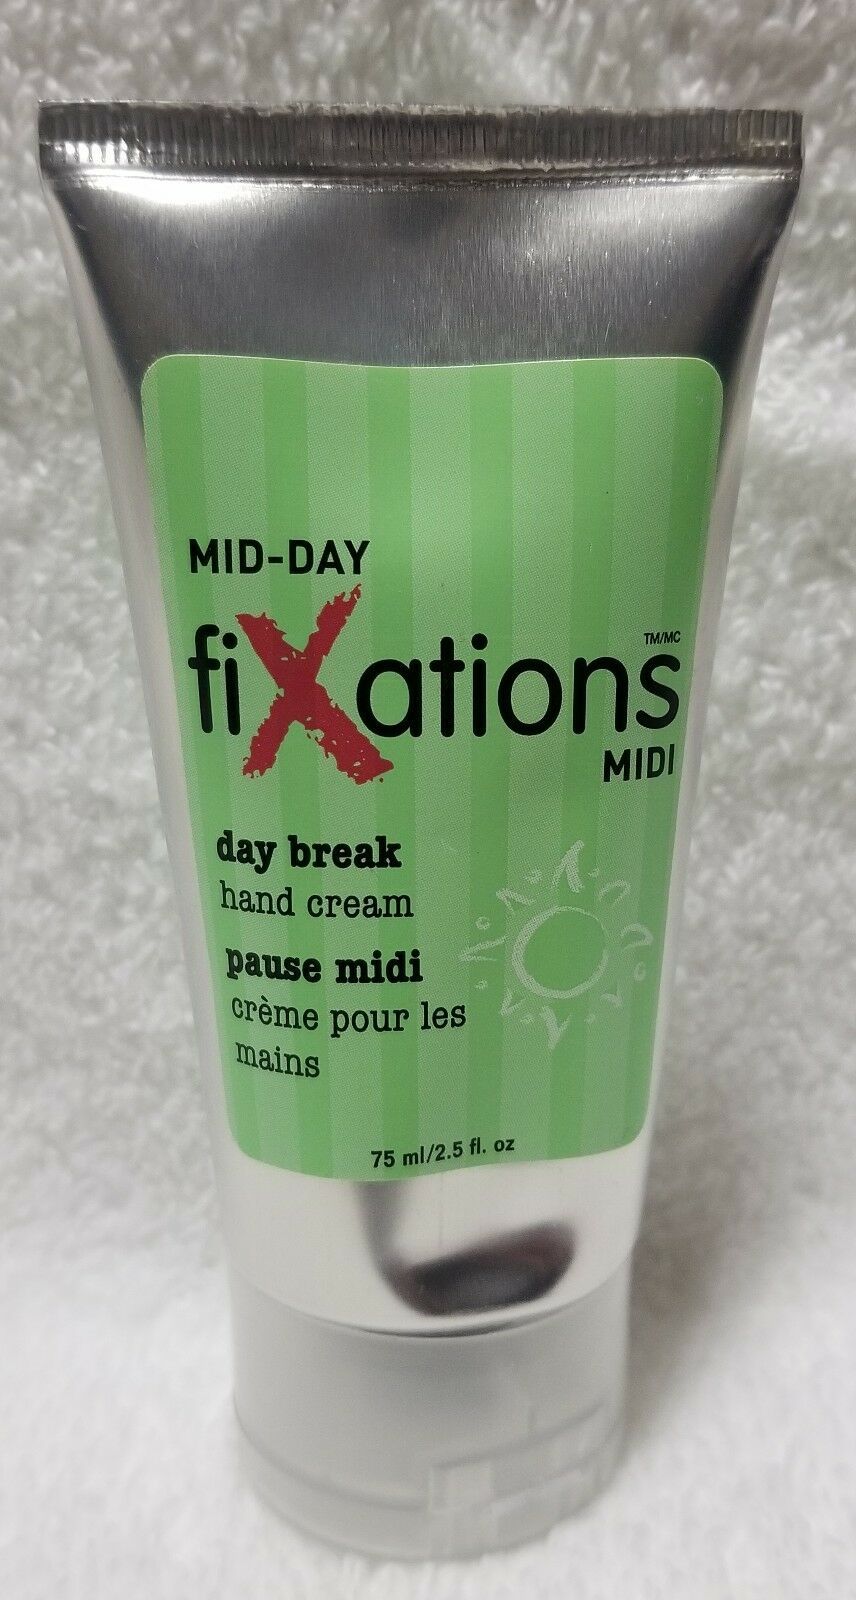 MID-DAY
fiXations TM/MC
MIDI
day break
hand cream
pause midi
crème pour les
mains
75 ml/2.5 fl. oz